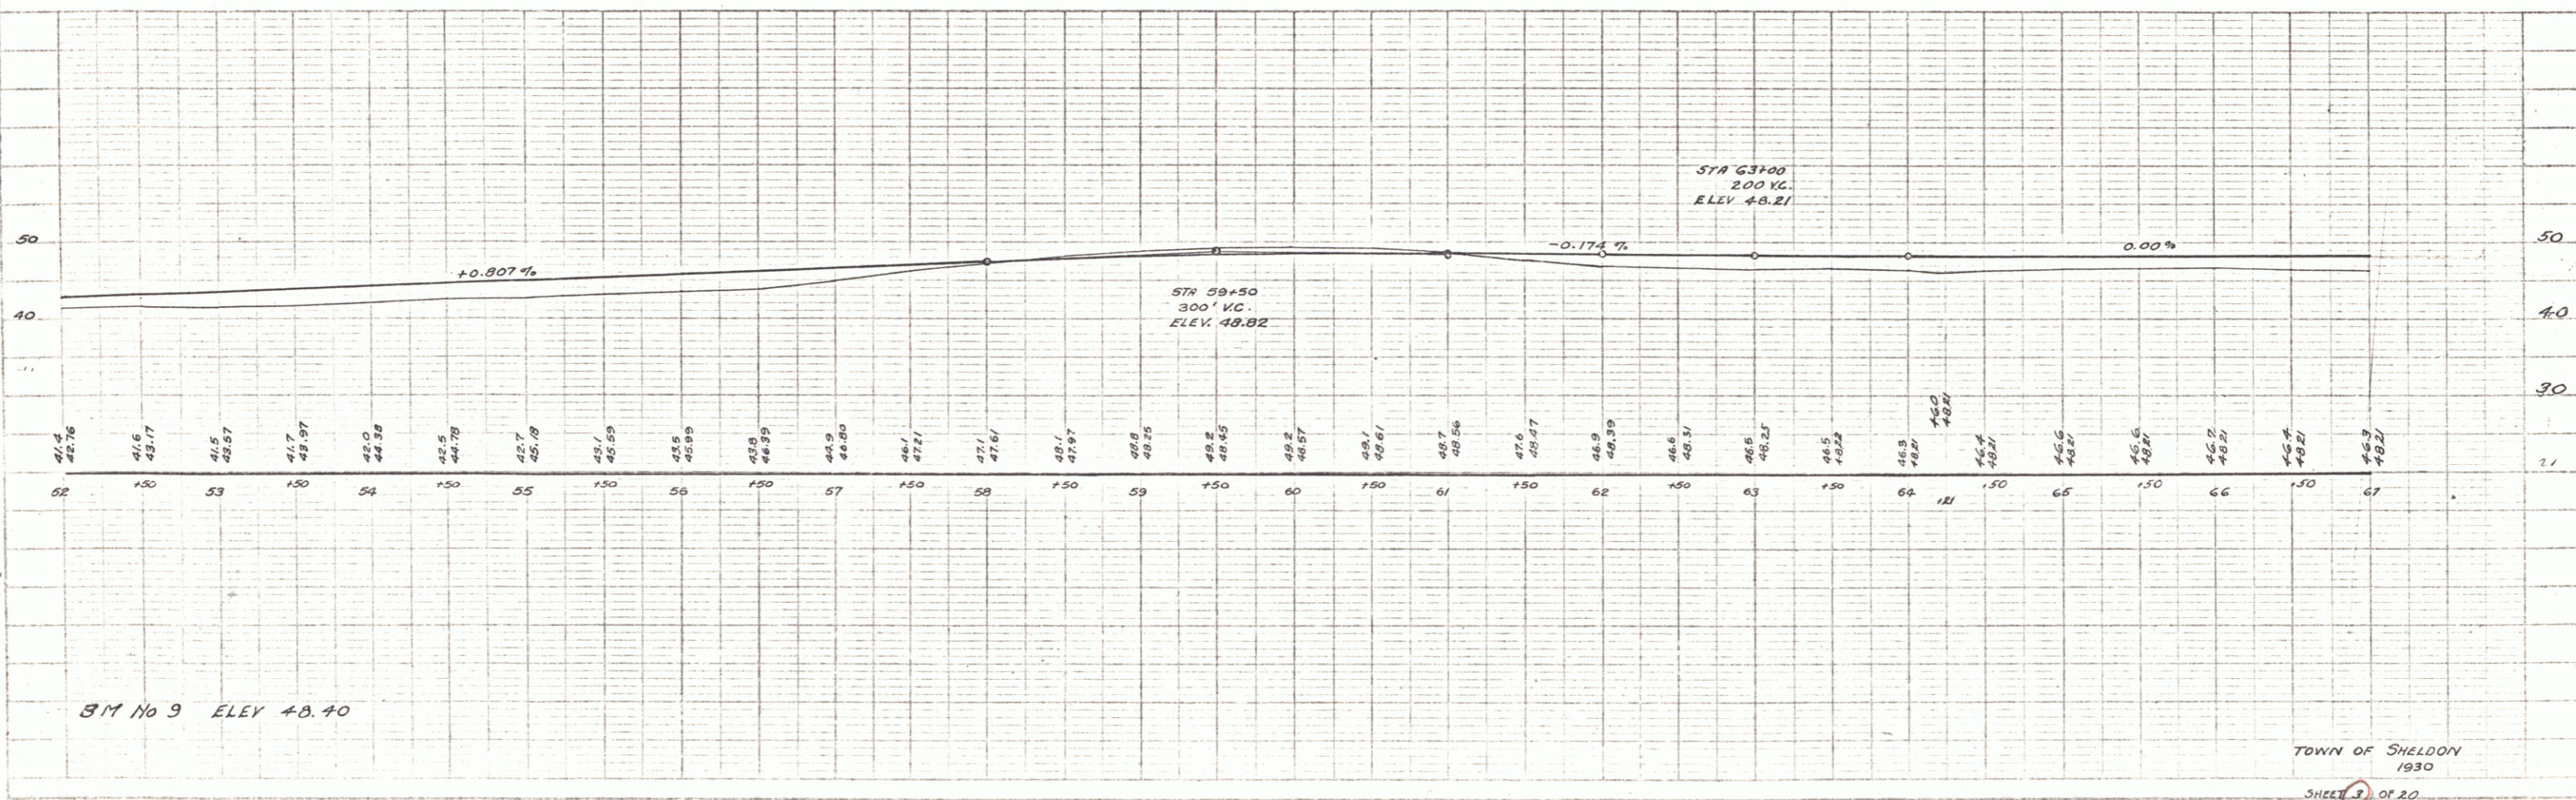 STA 63+00
200 V.C.
ELEV 48.21
50
50
-0.174 %
0.00 %
+0.807 %
STA 59+50
300' V.C.
ELEV. 48.82
40
40
30
41.4 41.6 41.5 41.7 42.0 42.5 42.7 43.1 43.5 43.8 44.9 46.1 47.1 48.1 48.8 49.2 49.2 49.1 48.7 47.6 46.9 46.6 46.5 46.5 46.3 46.0 46.4 46.6 46.6 46.7 46.4 46.3
42.76 43.17 43.57 43.97 44.38 44.78 45.18 45.59 45.99 46.39 46.80 47.21 47.61 47.97 48.25 48.45 48.57 48.61 48.56 48.47 48.39 48.31 48.25 48.22 48.21 48.21 48.21 48.21 48.21 48.21 48.21 48.21
52 +50 53 +50 54 +50 55 +50 56 +50 57 +50 58 +50 59 +50 60 +50 61 +50 62 +50 63 +50 64 +21 +50 65 +50 66 +50 67
BM No 9 ELEV 48.40
TOWN OF SHELDON
1930
SHEET 3 OF 20